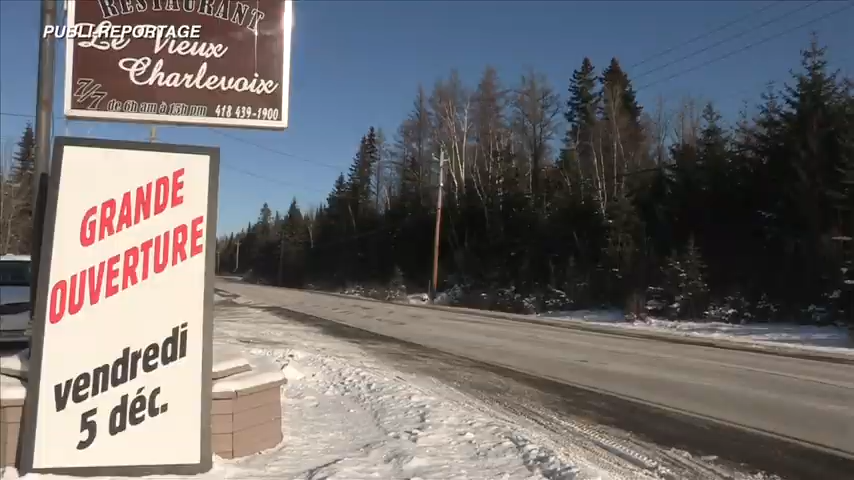 PUBLI-REPORTAGE
RESTAURANT
Le Vieux
Charlevoix
7/7 de 6h am à 15h pm 418 439-1900
GRANDE
OUVERTURE
vendredi
5 déc.